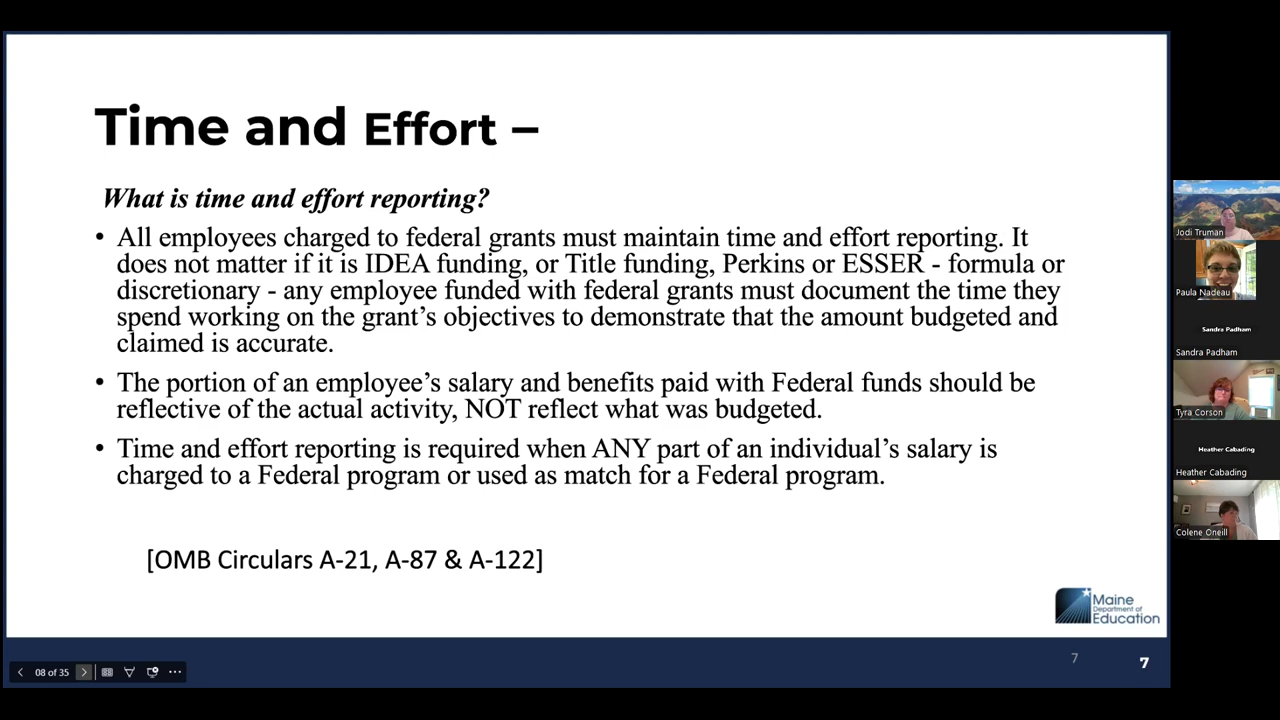 Time and Effort –
What is time and effort reporting?
• All employees charged to federal grants must maintain time and effort reporting. It
does not matter if it is IDEA funding, or Title funding, Perkins or ESSER - formula or
discretionary - any employee funded with federal grants must document the time they
spend working on the grant’s objectives to demonstrate that the amount budgeted and
claimed is accurate.
• The portion of an employee’s salary and benefits paid with Federal funds should be
reflective of the actual activity, NOT reflect what was budgeted.
• Time and effort reporting is required when ANY part of an individual’s salary is
charged to a Federal program or used as match for a Federal program.
[OMB Circulars A-21, A-87 & A-122]
Maine
Department of
Education
7
7
08 of 35
Jodi Truman
Paula Nadeau
Sandra Padham
Sandra Padham
Tyra Corson
Heather Cabading
Heather Cabading
Colene Oneill